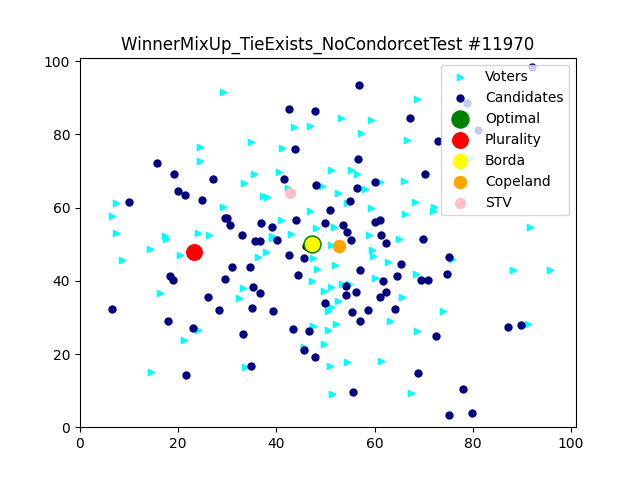 WinnerMixUp_TieExists_NoCondorcetTest #11970
Voters
Candidates
Optimal
Plurality
Borda
Copeland
STV
100
80
60
40
20
0
0 20 40 60 80 100